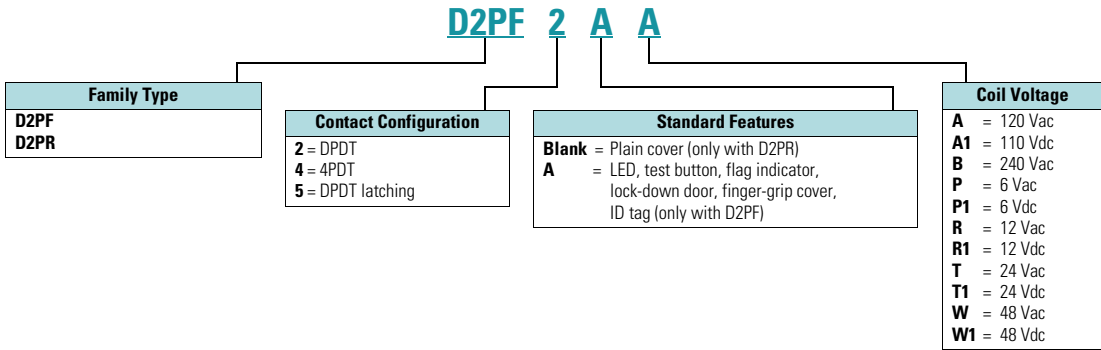 D2PF 2 A A
Family Type
D2PF
D2PR
Contact Configuration
2 = DPDT
4 = 4PDT
5 = DPDT latching
Standard Features
Blank = Plain cover (only with D2PR)
A = LED, test button, flag indicator,
lock-down door, finger-grip cover,
ID tag (only with D2PF)
Coil Voltage
A = 120 Vac
A1 = 110 Vdc
B = 240 Vac
P = 6 Vac
P1 = 6 Vdc
R = 12 Vac
R1 = 12 Vdc
T = 24 Vac
T1 = 24 Vdc
W = 48 Vac
W1 = 48 Vdc